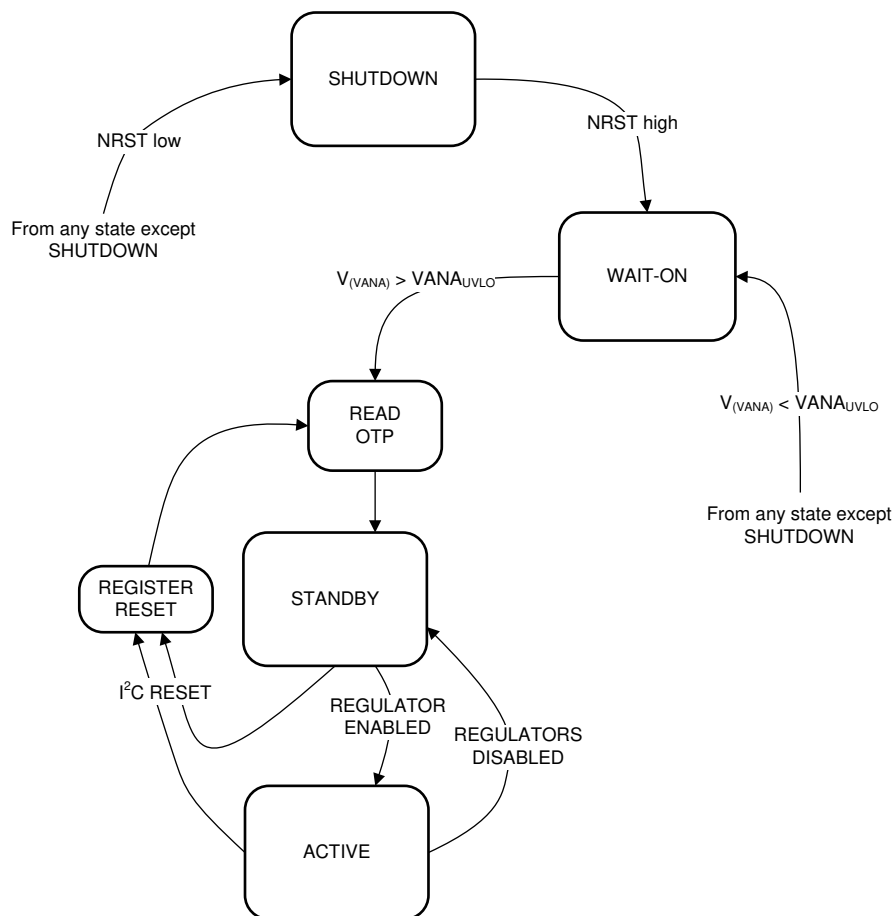 SHUTDOWN
NRST low
NRST high
From any state except
SHUTDOWN
WAIT-ON
V(VANA) > VANAUVLO
READ
OTP
V(VANA) < VANAUVLO
From any state except
SHUTDOWN
REGISTER
RESET
STANDBY
I²C RESET
REGULATOR
ENABLED
REGULATORS
DISABLED
ACTIVE